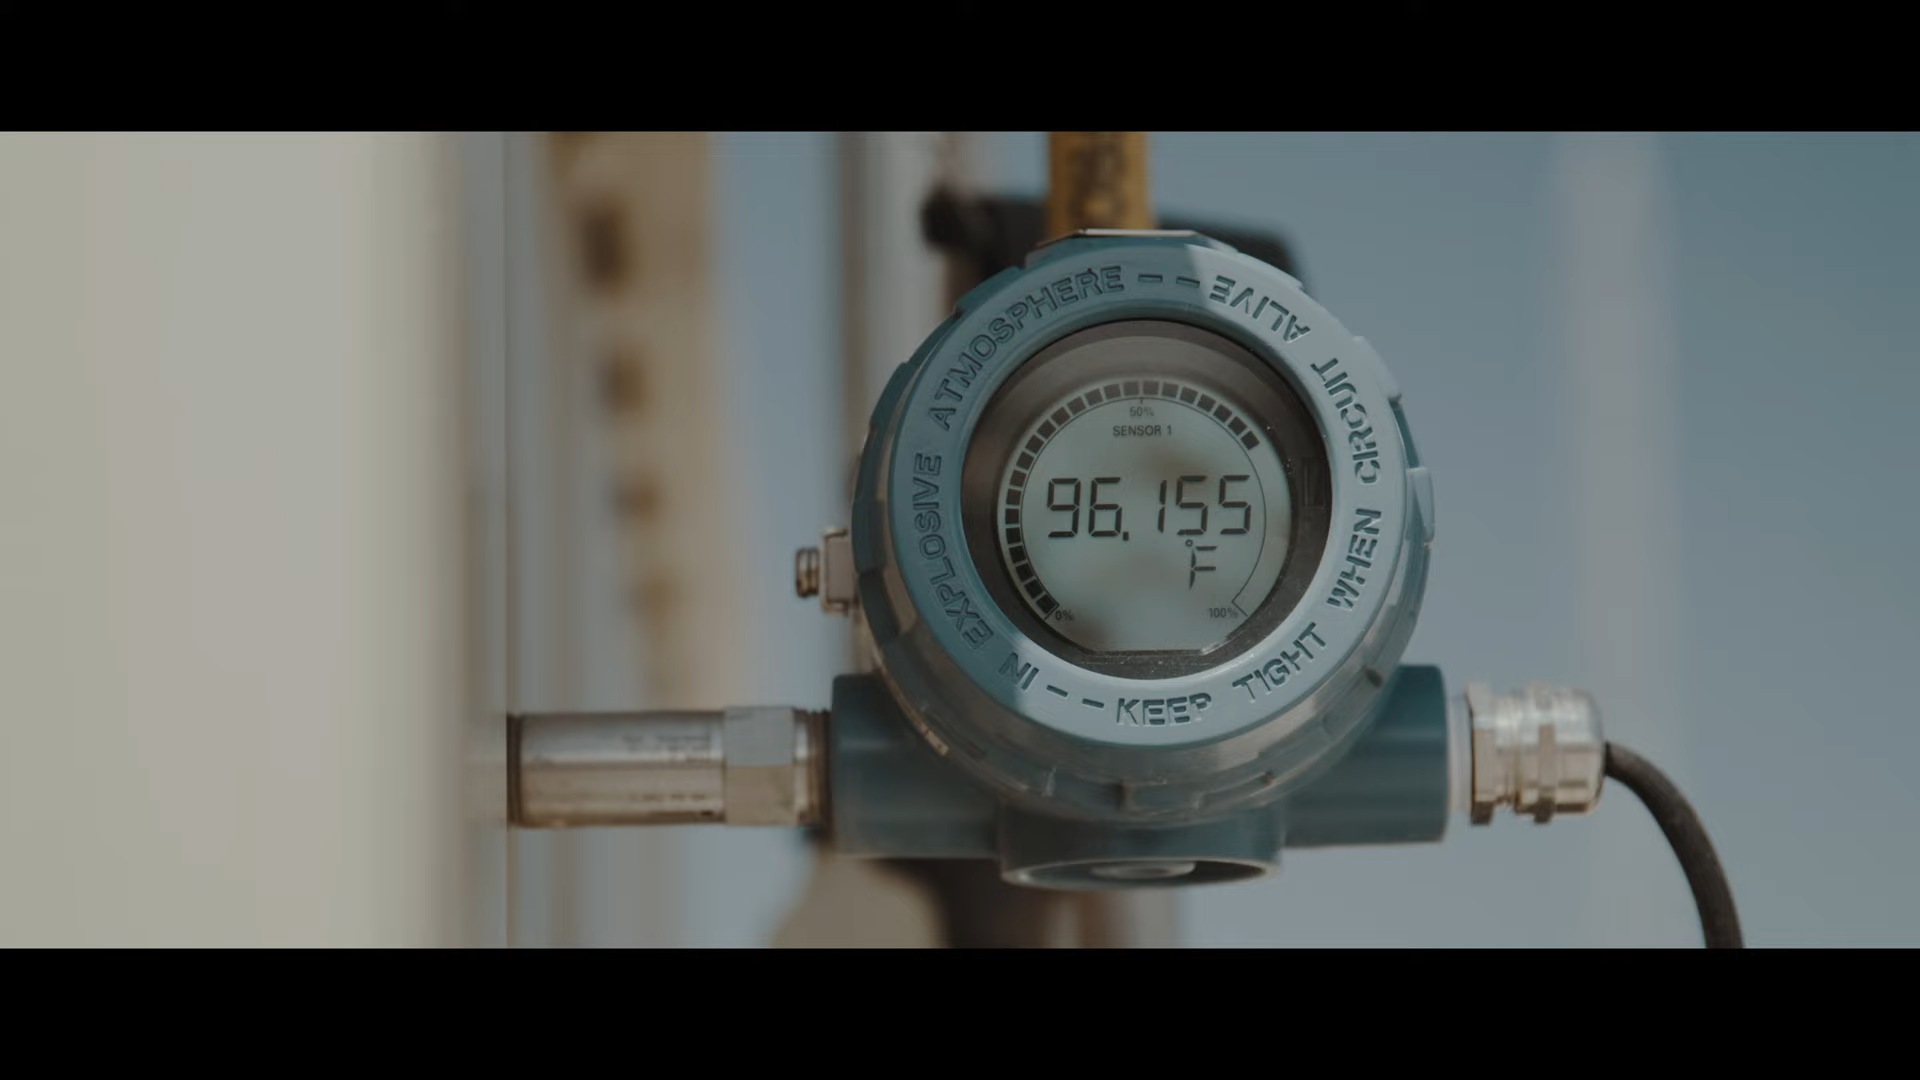 KEEP TIGHT WHEN CIRCUIT ALIVE -- IN EXPLOSIVE ATMOSPHERE --
50%
SENSOR 1
96.155
°F
0%
100%